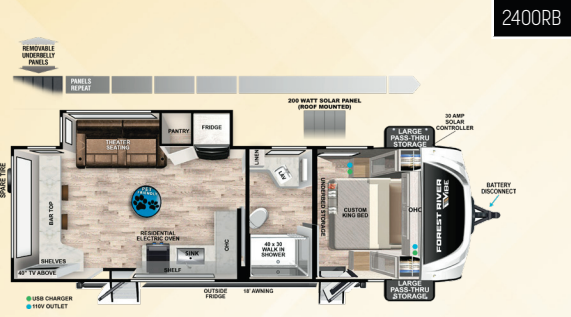 2400RB
REMOVABLE
UNDERBELLY
PANELS
PANELS
REPEAT
200 WATT SOLAR PANEL
(ROOF MOUNTED)
30 AMP
SOLAR
CONTROLLER
* LARGE *
PASS-THRU
STORAGE
THEATER
SEATING
PANTRY
FRIDGE
LINEN
LAV
SPARE TIRE
BAR TOP
PET
FRIENDLY
UNDERBED STORAGE
CUSTOM
KING BED
OHC
FOREST RIVER
VIBE
BATTERY
DISCONNECT
RESIDENTIAL
ELECTRIC OVEN
SINK
OHC
40 x 30
WALK IN
SHOWER
SHELVES
40" TV ABOVE
SHELF
LARGE
PASS-THRU
STORAGE
USB CHARGER
110V OUTLET
OUTSIDE
FRIDGE
18' AWNING